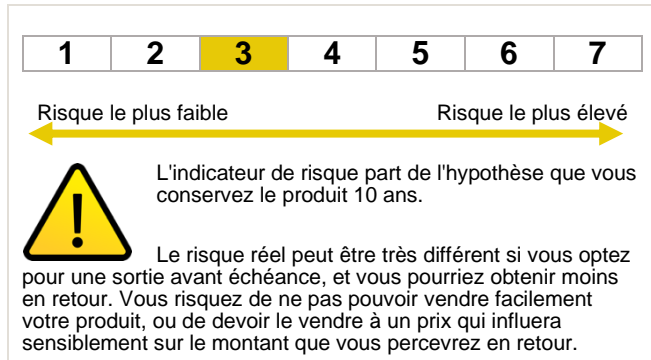 1 2 3 4 5 6 7
Risque le plus faible Risque le plus élevé
L'indicateur de risque part de l'hypothèse que vous
conservez le produit 10 ans.
Le risque réel peut être très différent si vous optez
pour une sortie avant échéance, et vous pourriez obtenir moins
en retour. Vous risquez de ne pas pouvoir vendre facilement
votre produit, ou de devoir le vendre à un prix qui influera
sensiblement sur le montant que vous percevrez en retour.